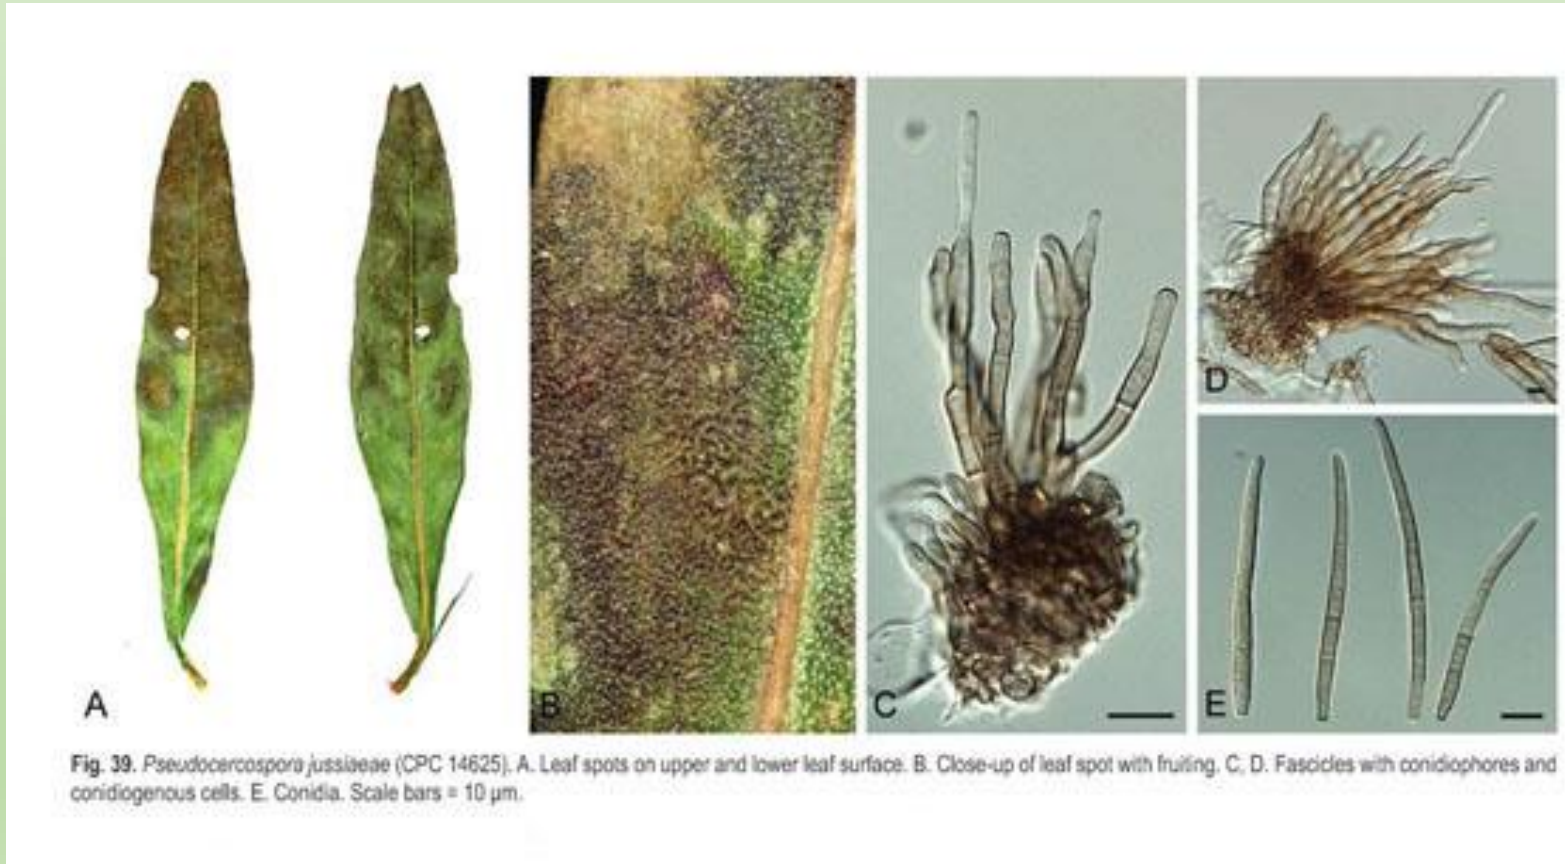 A
B
C
D
E
Fig. 39. Pseudocercospora jussiaeae (CPC 14625). A. Leaf spots on upper and lower leaf surface. B. Close-up of leaf spot with fruiting. C, D. Fascicles with conidiophores and
conidiogenous cells. E. Conidia. Scale bars = 10 µm.